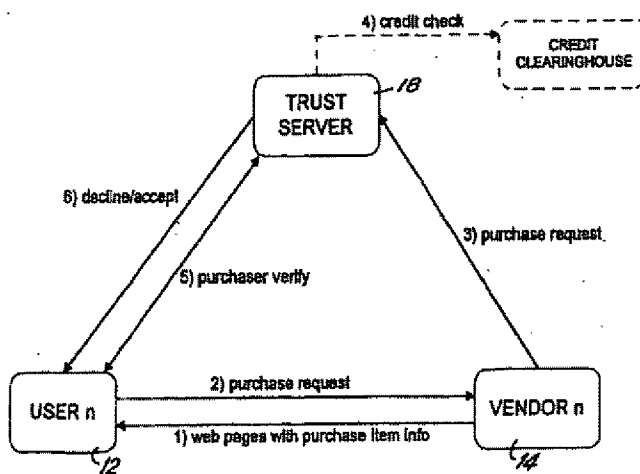 4) credit check
CREDIT
CLEARINGHOUSE
TRUST
SERVER
18
6) decline/accept
5) purchaser verify
3) purchase request
2) purchase request
USER n
VENDOR n
1) web pages with purchase item info
12
14